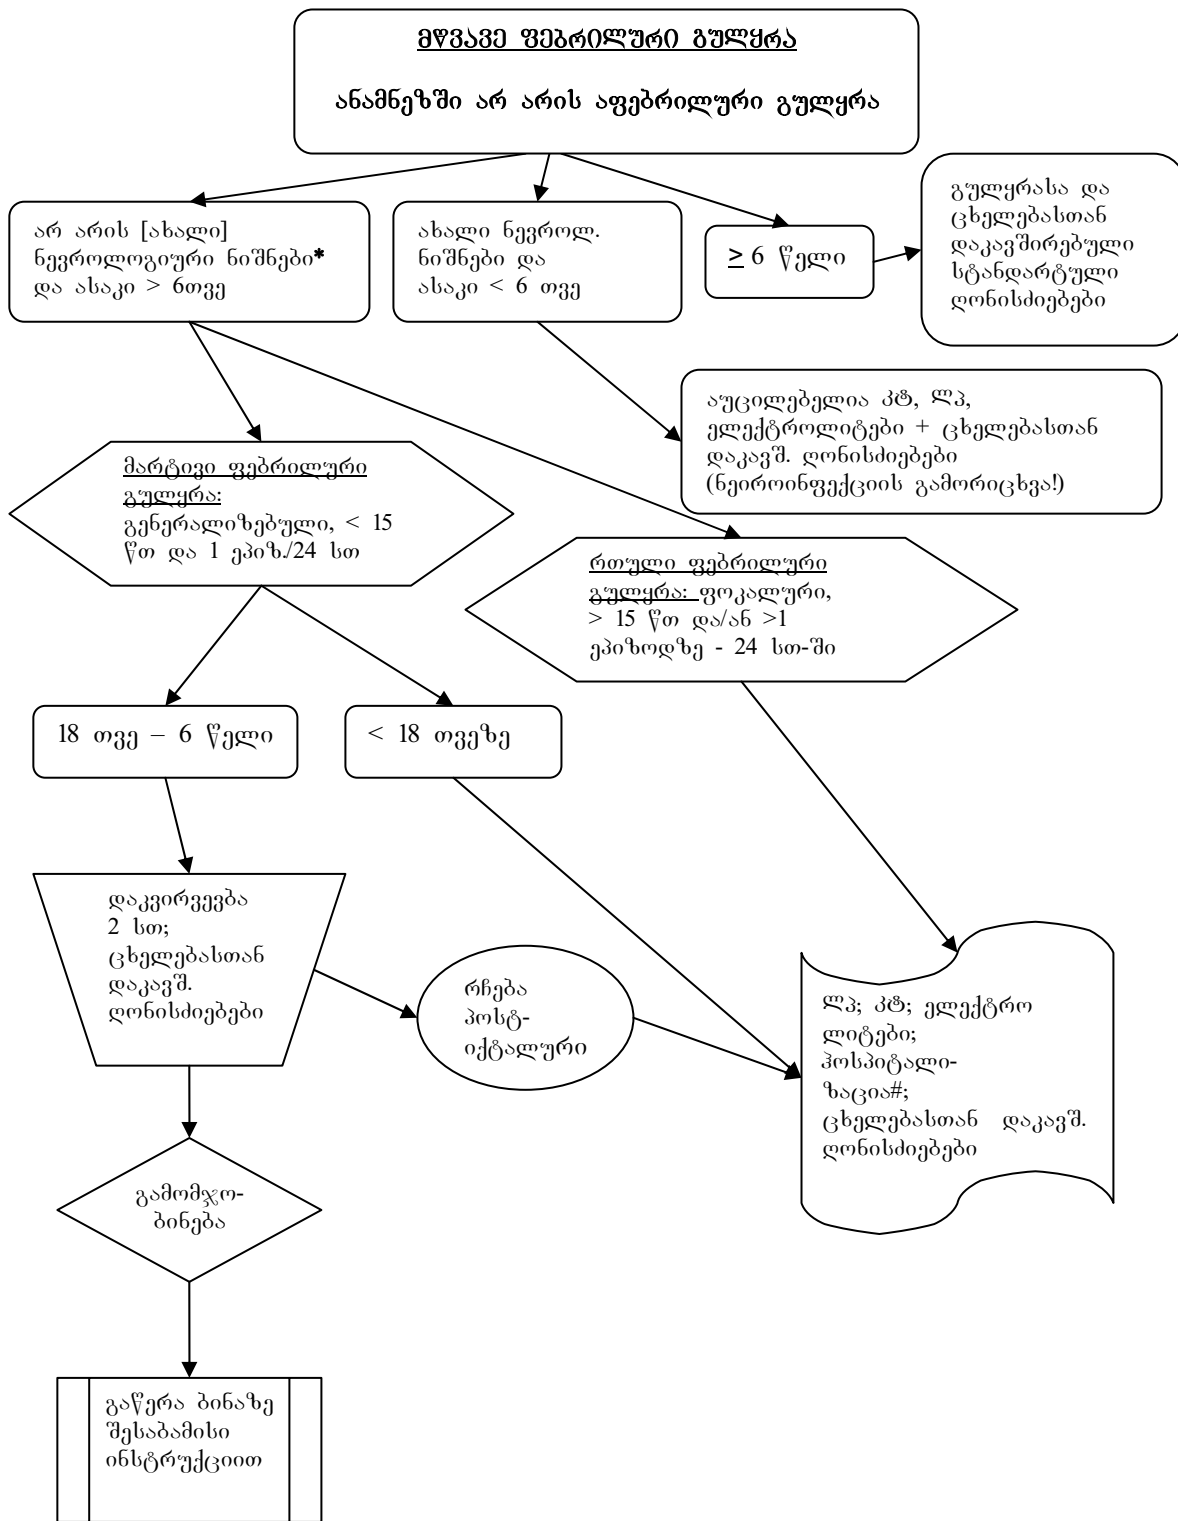 მწვავე ფებრილური გულყრა
ანამნეზში არ არის აფებრილური გულყრა
არ არის [ახალი]
ნევროლოგიური ნიშნები*
და ასაკი > 6თვე
ახალი ნევროლ.
ნიშნები და
ასაკი < 6 თვე
≥ 6 წელი
გულყრასა და
ცხელებასთან
დაკავშირებული
სტანდარტული
ღონისძიებები
აუცილებელია კტ, ლპ,
ელექტროლიტები + ცხელებასთან
დაკავშ. ღონისძიებები
(ნეიროინფექციის გამორიცხვა!)
მარტივი ფებრილური
გულყრა:
გენერალიზებული, < 15
წთ და 1 ეპიზ./24 სთ
რთული ფებრილური
გულყრა: ფოკალური,
> 15 წთ და/ან >1
ეპიზოდზე - 24 სთ-ში
18 თვე – 6 წელი
< 18 თვეზე
დაკვირვევბა
2 სთ;
ცხელებასთან
დაკავშ.
ღონისძიებები
რჩება
პოსტ-
იქტალური
ლპ; კტ; ელექტრო
ლიტები;
ჰოსპიტალი-
ზაცია#;
ცხელებასთან დაკავშ.
ღონისძიებები
გამომჯო-
ბინება
გაწერა ბინაზე
შესაბამისი
ინსტრუქციით